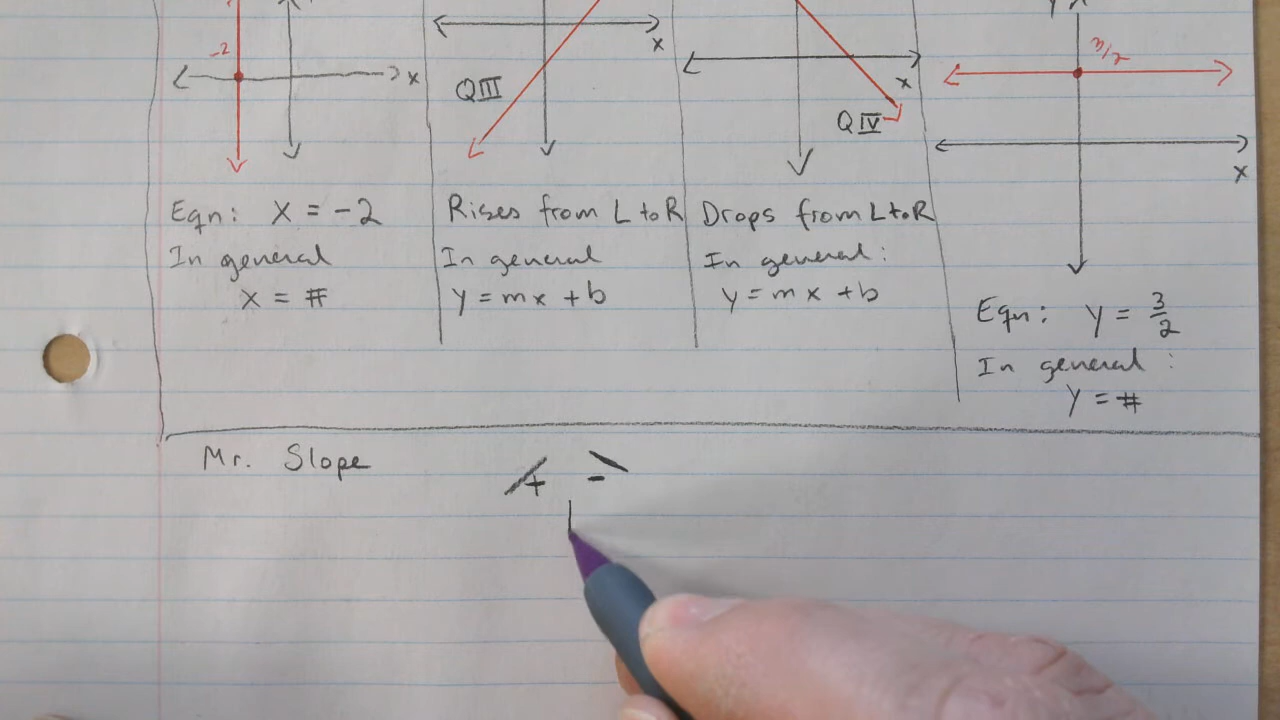 -2
x
QIII
x
x
QIV
3/2
x
Eqn: x = -2
In general
x = #
Rises from L to R
In general
y = mx + b
Drops from L to R
In general:
y = mx + b
Eqn: y = 3/2
In general:
y = #
Mr. Slope
+ -